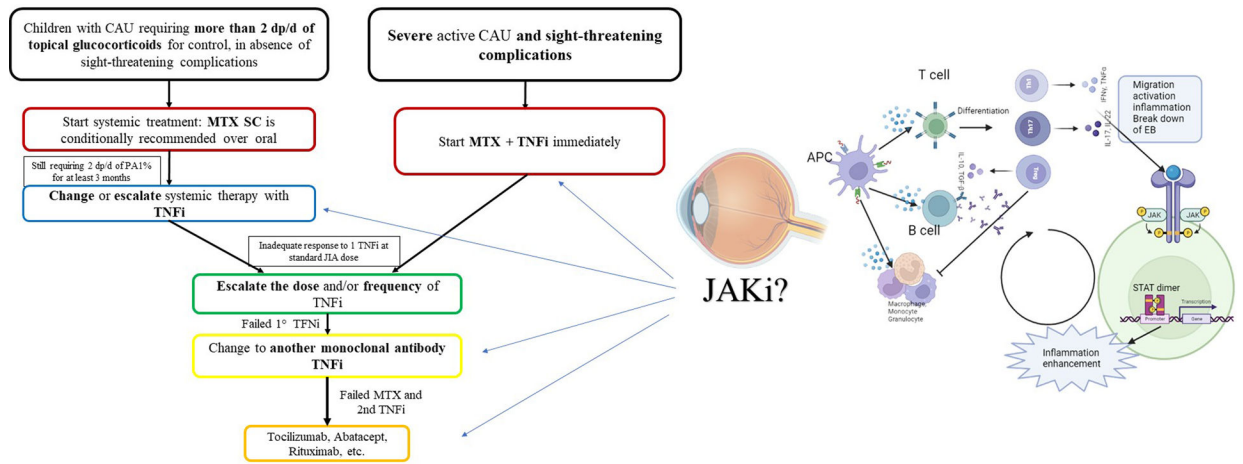 Children with CAU requiring more than 2 dp/d of
topical glucocorticoids for control, in absence of
sight-threatening complications
Severe active CAU and sight-threatening
complications
Start systemic treatment: MTX SC is
conditionally recommended over oral
Start MTX + TNFi immediately
Still requiring 2 dp/d of PA1%
for at least 3 months
Change or escalate systemic therapy with
TNFi
Inadequate response to 1 TNFi at
standard JIA dose
Escalate the dose and/or frequency of
TNFi
Failed 1° TFNi
Change to another monoclonal antibody
TNFi
Failed MTX and
2nd TNFi
Tocilizumab, Abatacept,
Rituximab, etc.
JAKi?
APC
T cell
Differentiation
B cell
Macrophage,
Monocyte
Granulocyte
Th1
Th17
Treg
IFNγ, TNFα
IL-17, IL-22
IL-10, TGF-β
Migration
activation
inflammation
Break down
of EB
JAK
JAK
P
P
P
P
STAT dimer
Transcription
Promoter
Gene
Inflammation
enhancement